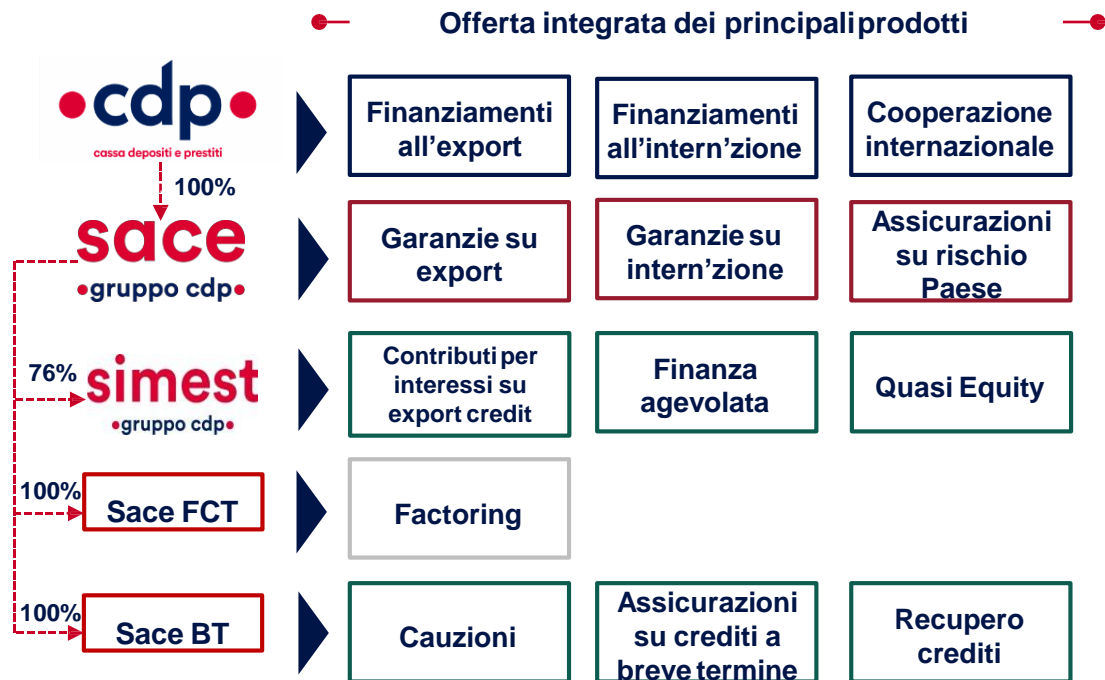 Offerta integrata dei principali prodotti
cdp
cassa depositi e prestiti
Finanziamenti
all'export
Finanziamenti
all'intern'zione
Cooperazione
internazionale
100%
sace
gruppo cdp
Garanzie su
export
Garanzie su
intern'zione
Assicurazioni
su rischio
Paese
76%
simest
gruppo cdp
Contributi per
interessi su
export credit
Finanza
agevolata
Quasi Equity
100%
Sace FCT
Factoring
100%
Sace BT
Cauzioni
Assicurazioni
su crediti a
breve termine
Recupero
crediti